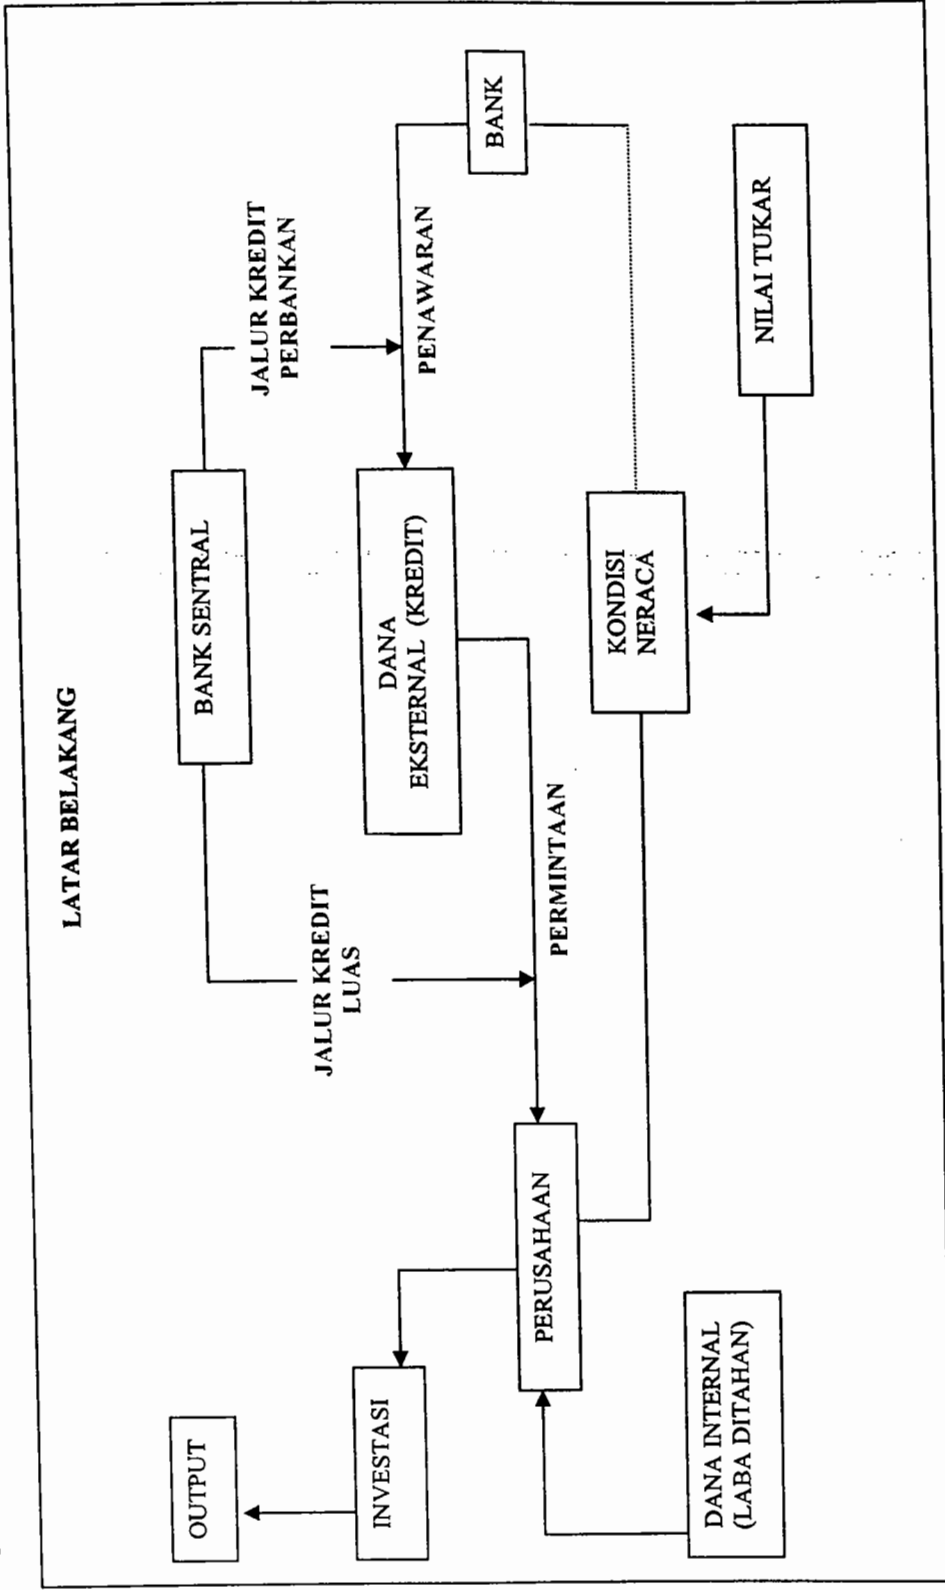 LATAR BELAKANG
OUTPUT
BANK SENTRAL
JALUR KREDIT
PERBANKAN
JALUR KREDIT
LUAS
INVESTASI
DANA
EKSTERNAL (KREDIT)
PENAWARAN
BANK
PERUSAHAAN
PERMINTAAN
KONDISI
NERACA
DANA INTERNAL
(LABA DITAHAN)
NILAI TUKAR